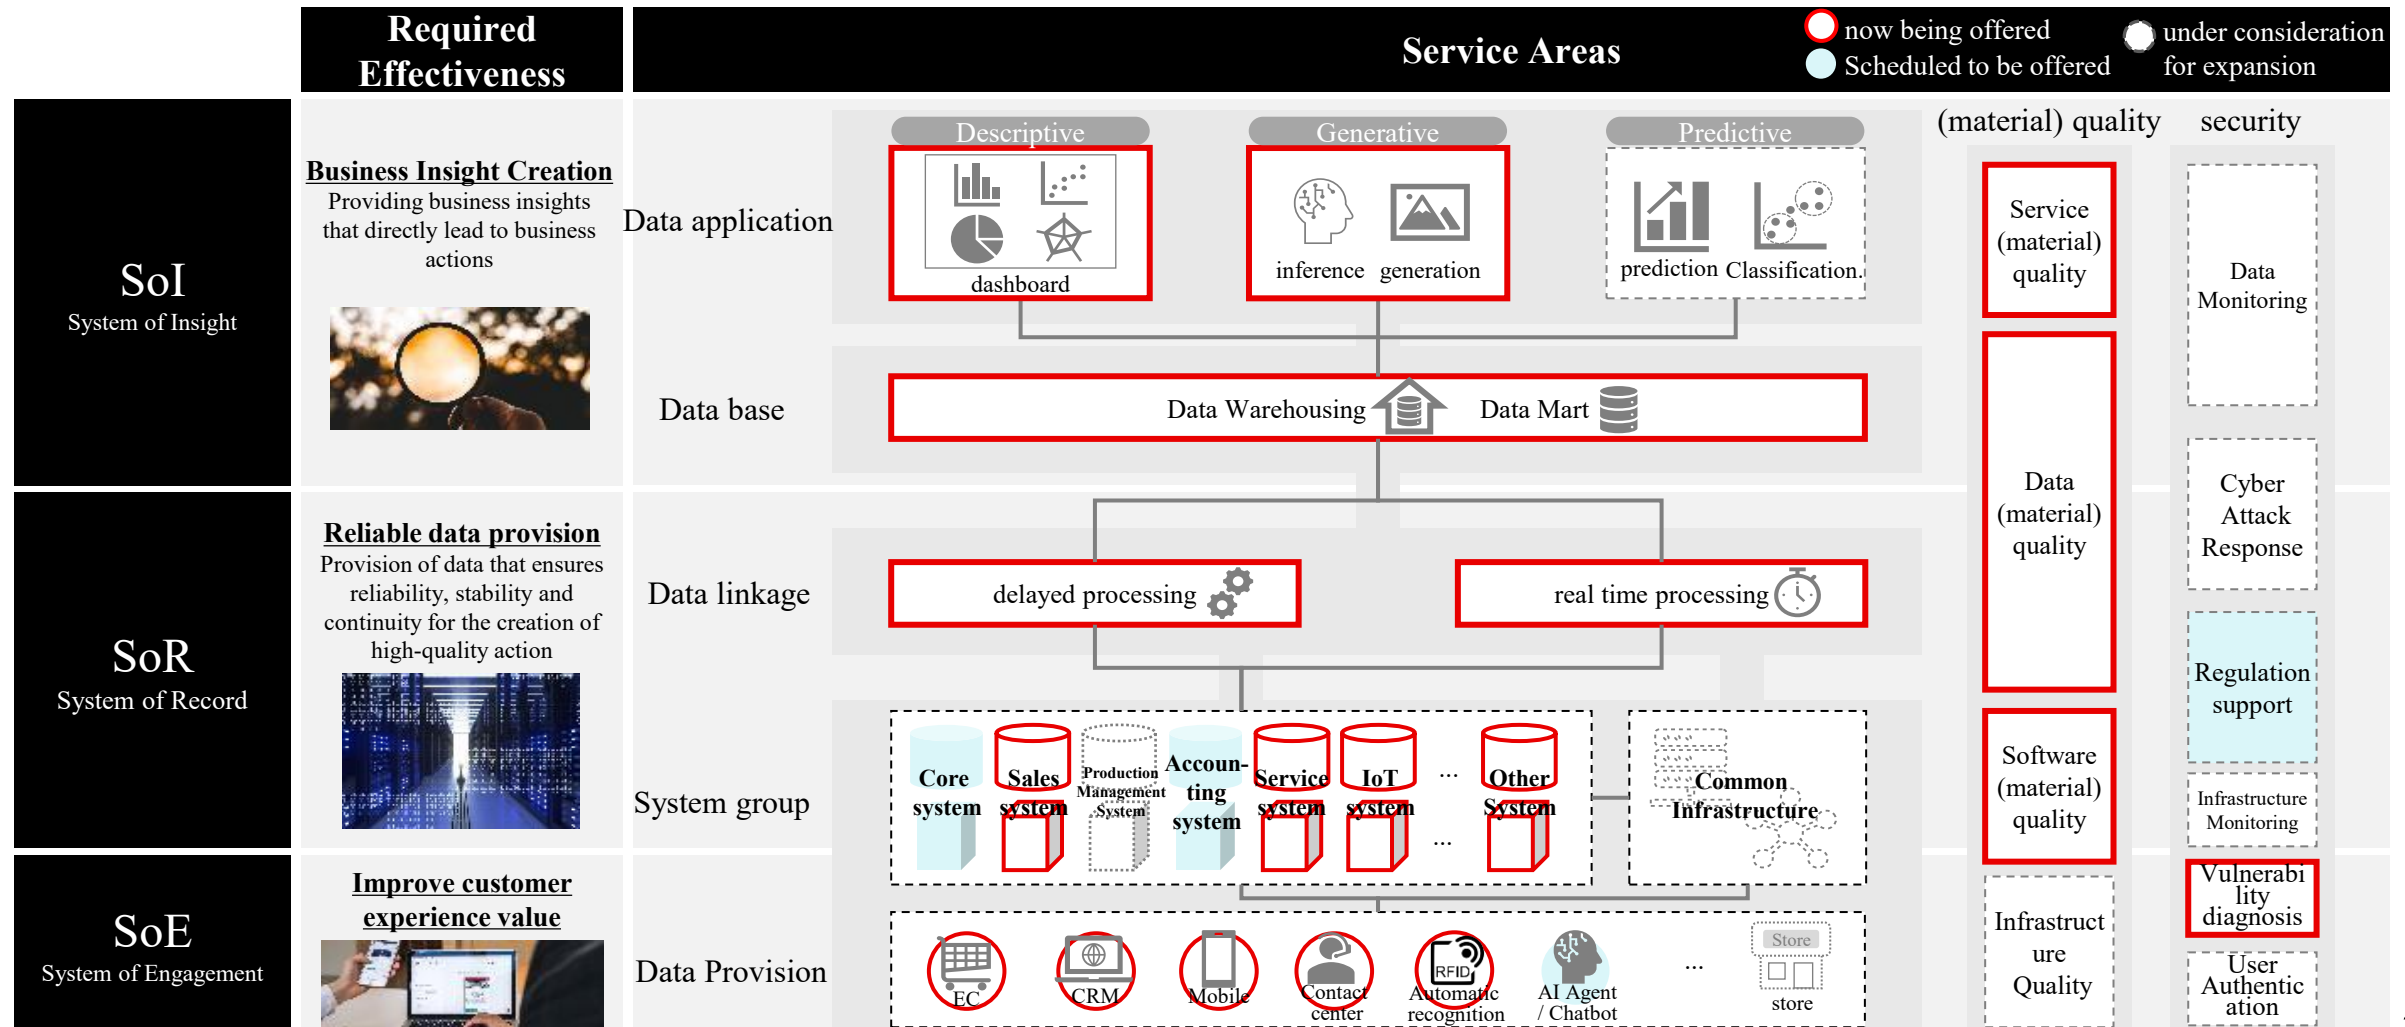 Required
Effectiveness
Service Areas
now being offered
Scheduled to be offered
under consideration
for expansion
SoI
System of Insight
Business Insight Creation
Providing business insights
that directly lead to business
actions
Data application
Descriptive
dashboard
Generative
inference
generation
Predictive
prediction
Classification.
Data base
Data Warehousing
Data Mart
(material) quality
security
Service
(material)
quality
Data
(material)
quality
Software
(material)
quality
Infrastruct
ure
Quality
Data
Monitoring
Cyber
Attack
Response
Regulation
support
Infrastructure
Monitoring
Vulnerabi
lity
diagnosis
User
Authentic
ation
SoR
System of Record
Reliable data provision
Provision of data that ensures
reliability, stability and
continuity for the creation of
high-quality action
Data linkage
delayed processing
real time processing
System group
Core
system
Sales
system
Production
Management
System
Accoun-
ting
system
Service
system
IoT
system
...
...
Other
System
Common
Infrastructure
SoE
System of Engagement
Improve customer
experience value
Data Provision
EC
CRM
Mobile
Contact
center
RFID
Automatic
recognition
AI Agent
/ Chatbot
...
Store
store